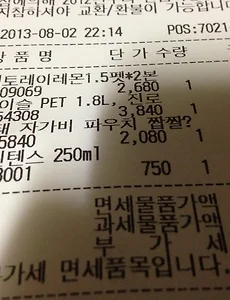 지참하셔야 교환/환불이 가능합니다
2013-08-02 22:14 POS:7021
상 품 명 단 가 수량
토레이레몬1.5펫*2본
09069 2,680 1
이슬 PET 1.8L, 진로
54308 3,840 1
자가비 파우치 짭짤?
5840 2,080 1
텐스 250ml
3001 750 1
면세물품가액
과세물품가액
부 가 세
가세 면세품목입니다.